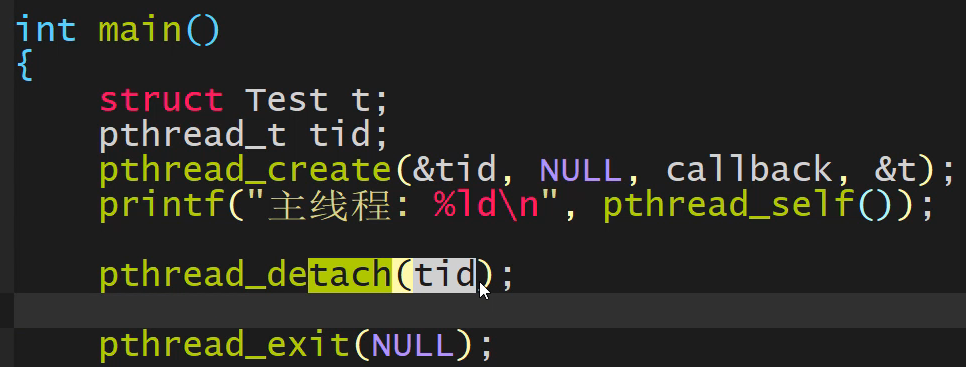 int main()
{
    struct Test t;
    pthread_t tid;
    pthread_create(&tid, NULL, callback, &t);
    printf("主线程: %ld\n", pthread_self());
    pthread_detach(tid);
    pthread_exit(NULL);